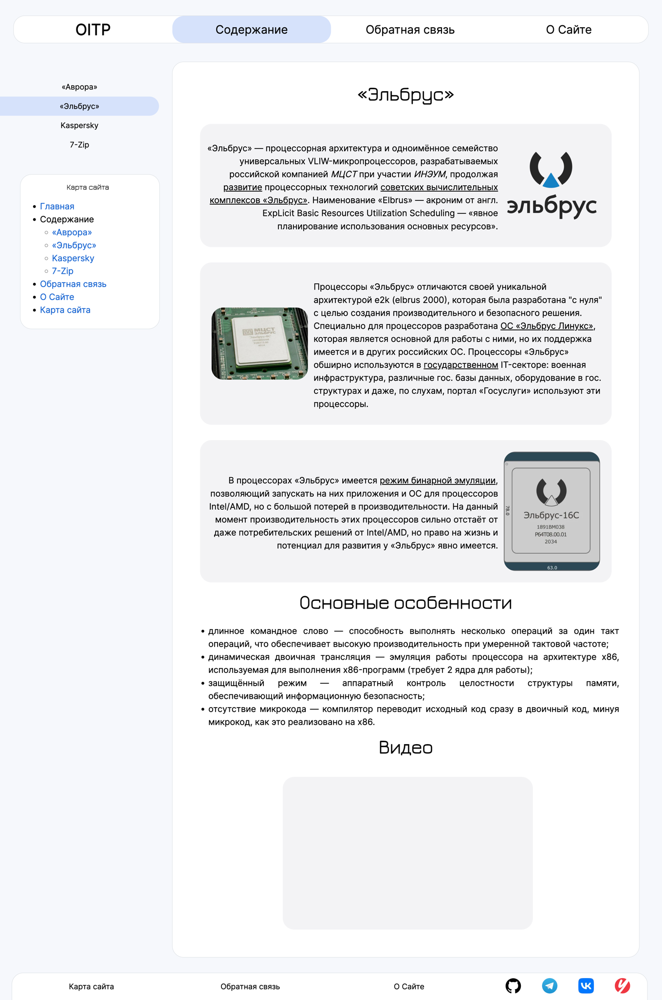 OITP
Содержание
Обратная связь
О Сайте
«Аврора»
«Эльбрус»
Kaspersky
7-Zip
Карта сайта
Главная
Содержание
«Аврора»
«Эльбрус»
Kaspersky
7-Zip
Обратная связь
О Сайте
Карта сайта
«Эльбрус»
«Эльбрус» — процессорная архитектура и одноимённое семейство
универсальных VLIW-микропроцессоров, разрабатываемых
российской компанией МЦСТ при участии ИНЭУМ, продолжая
развитие процессорных технологий советских вычислительных
комплексов «Эльбрус». Наименование «Elbrus» — акроним от англ.
ExpLicit Basic Resources Utilization Scheduling — «явное
планирование использования основных ресурсов».
эльбрус
МЦСТ
ЭЛЬБРУС
Эльбрус-8С
2014
Процессоры «Эльбрус» отличаются своей уникальной
архитектурой e2k (elbrus 2000), которая была разработана "с нуля"
с целью создания производительного и безопасного решения.
Специально для процессоров разработана ОС «Эльбрус Линукс»,
которая является основной для работы с ними, но их поддержка
имеется и в других российских ОС. Процессоры «Эльбрус»
обширно используются в государственном IT-секторе: военная
инфраструктура, различные гос. базы данных, оборудование в гос.
структурах и даже, по слухам, портал «Госуслуги» используют эти
процессоры.
В процессорах «Эльбрус» имеется режим бинарной эмуляции,
позволяющий запускать на них приложения и ОС для процессоров
Intel/AMD, но с большой потерей в производительности. На данный
момент производительность этих процессоров сильно отстаёт от
даже потребительских решений от Intel/AMD, но право на жизнь и
потенциал для развития у «Эльбрус» явно имеется.
78.0
Эльбрус-16С
1891ВМ038
Р64Т08.00.01
2034
63.0
Основные особенности
длинное командное слово — способность выполнять несколько операций за один такт
операций, что обеспечивает высокую производительность при умеренной тактовой частоте;
динамическая двоичная трансляция — эмуляция работы процессора на архитектуре x86,
используемая для выполнения x86-программ (требует 2 ядра для работы);
защищённый режим — аппаратный контроль целостности структуры памяти,
обеспечивающий информационную безопасность;
отсутствие микрокода — компилятор переводит исходный код сразу в двоичный код, минуя
микрокод, как это реализовано на x86.
Видео
Карта сайта
Обратная связь
О Сайте